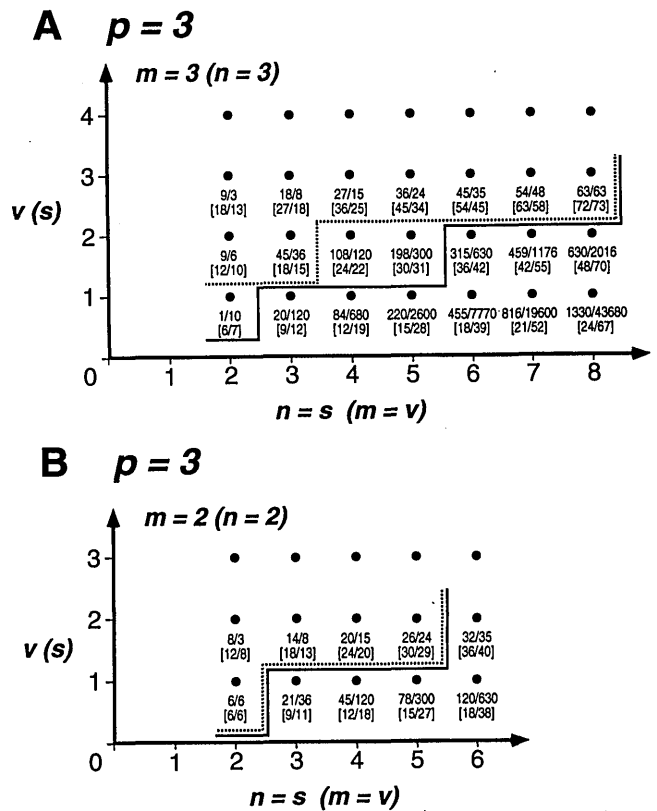 A p = 3
m = 3 (n = 3)
4
3
9/3 18/8 27/15 36/24 45/35 54/48 63/63
[18/13] [27/18] [36/25] [45/34] [54/45] [63/58] [72/73]
v (s)
2
9/6 45/36 108/120 198/300 315/630 459/1176 630/2016
[12/10] [18/15] [24/22] [30/31] [36/42] [42/55] [48/70]
1
1/10 20/120 84/680 220/2600 455/7770 816/19600 1330/43680
[6/7] [9/12] [12/19] [15/28] [18/39] [21/52] [24/67]
0 1 2 3 4 5 6 7 8
n = s (m = v)
B p = 3
m = 2 (n = 2)
3
2
8/3 14/8 20/15 26/24 32/35
[12/8] [18/13] [24/20] [30/29] [36/40]
v (s)
1
6/6 21/36 45/120 78/300 120/630
[6/6] [9/11] [12/18] [15/27] [18/38]
0 1 2 3 4 5 6
n = s (m = v)